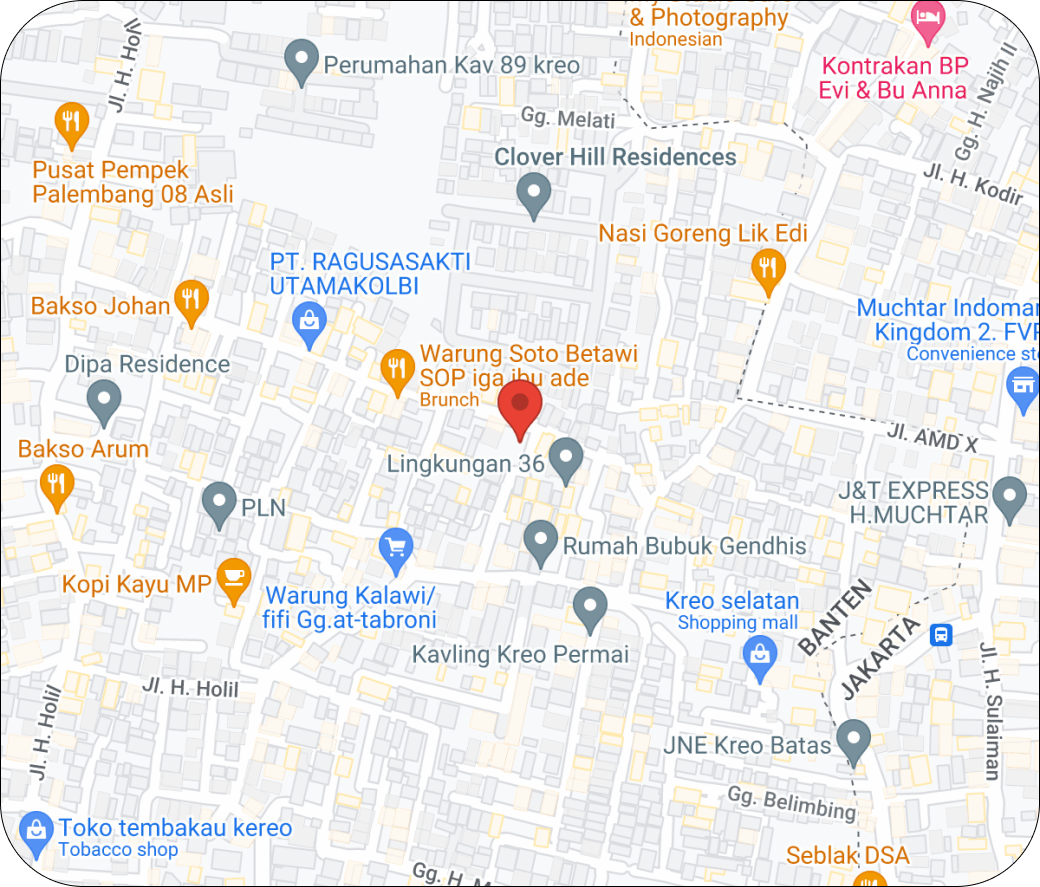 & Photography
Indonesian
Jl. H. Holil
Perumahan Kav 89 kreo
Kontrakan BP
Evi & Bu Anna
Gg. H. Najih II
Gg. Melati
Pusat Pempek
Palembang 08 Asli
Clover Hill Residences
Jl. H. Kodir
Nasi Goreng Lik Edi
PT. RAGUSASAKTI
UTAMAKOLBI
Bakso Johan
Muchtar Indomar
Kingdom 2. FVP
Convenience sto
Dipa Residence
Warung Soto Betawi
SOP iga ibu ade
Brunch
Jl. AMD X
Bakso Arum
Lingkungan 36
J&T EXPRESS
H.MUCHTAR
PLN
Rumah Bubuk Gendhis
Kopi Kayu MP
Warung Kalawi/
fifi Gg.at-tabroni
Kreo selatan
Shopping mall
BANTEN
JAKARTA
Kavling Kreo Permai
Jl. H. Holil
Jl. H. Holil
Jl. H. Sulaiman
JNE Kreo Batas
Gg. Belimbing
Toko tembakau kereo
Tobacco shop
Seblak DSA
Gg. H. M